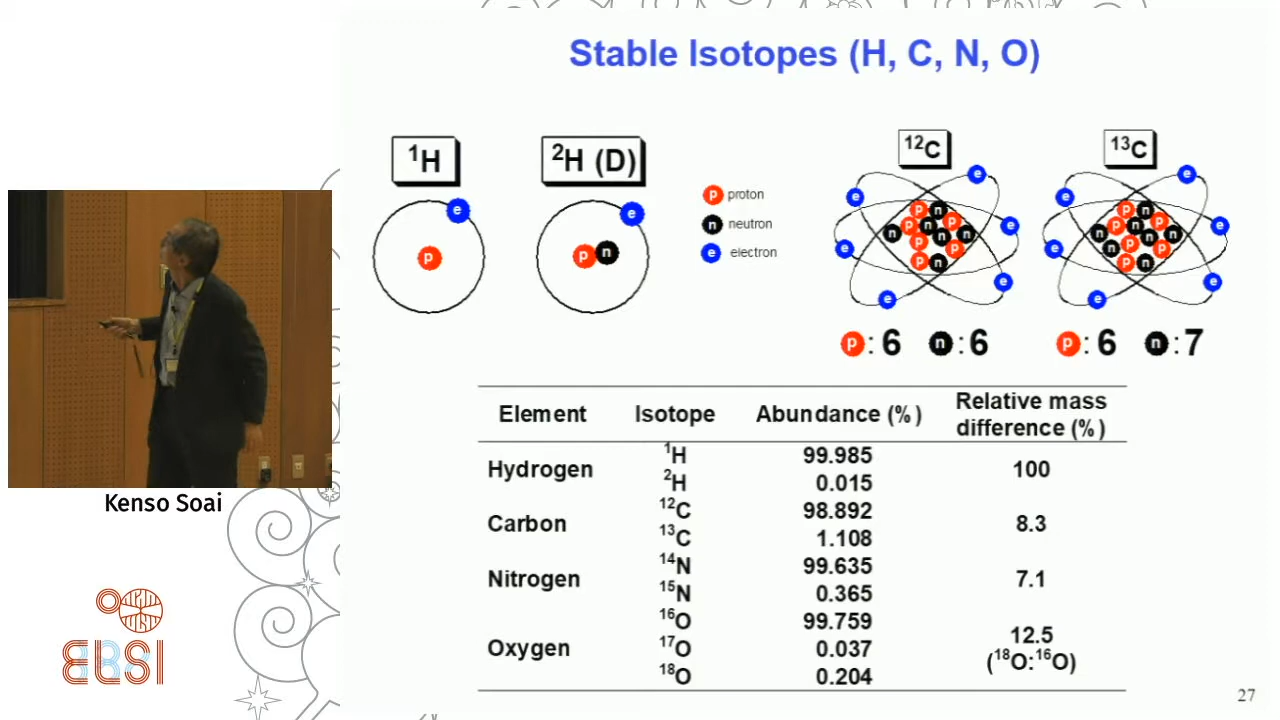 Stable Isotopes (H, C, N, O)
¹H
²H (D)
p proton
n neutron
e electron
¹²C
¹³C
e
e
p
p n
e e e e e e
p p p p p p
n n n n n n
e e e e e e
p p p p p p
n n n n n n n
p : 6 n : 6
p : 6 n : 7
Element Isotope Abundance (%) Relative mass difference (%)
Hydrogen ¹H 99.985 100
²H 0.015
Carbon ¹²C 98.892 8.3
¹³C 1.108
Nitrogen ¹⁴N 99.635 7.1
¹⁵N 0.365
Oxygen ¹⁶O 99.759 12.5
¹⁷O 0.037 (¹⁸O:¹⁶O)
¹⁸O 0.204
27
Kenso Soai
ELSI